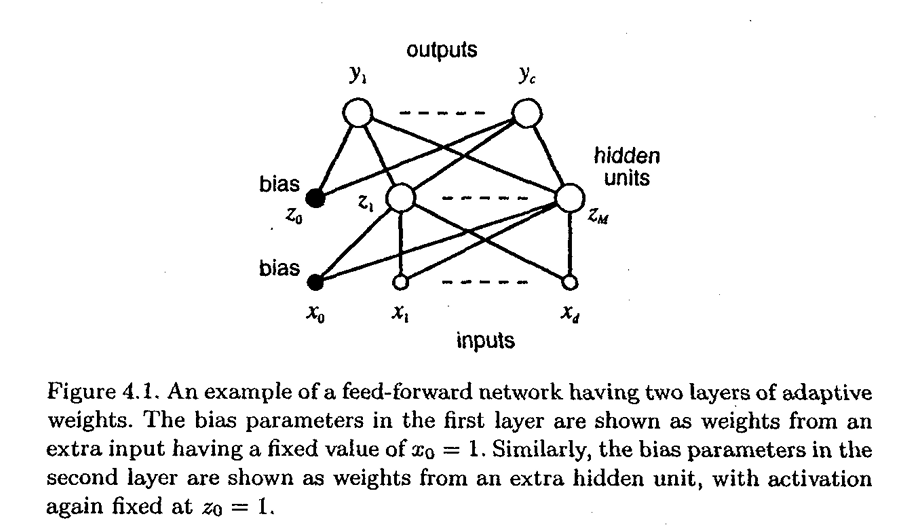 outputs
y₁ y_c
hidden
units
bias
z₀ z₁ z_M
bias
x₀ x₁ x_d
inputs
Figure 4.1. An example of a feed-forward network having two layers of adaptive
weights. The bias parameters in the first layer are shown as weights from an
extra input having a fixed value of x₀ = 1. Similarly, the bias parameters in the
second layer are shown as weights from an extra hidden unit, with activation
again fixed at z₀ = 1.